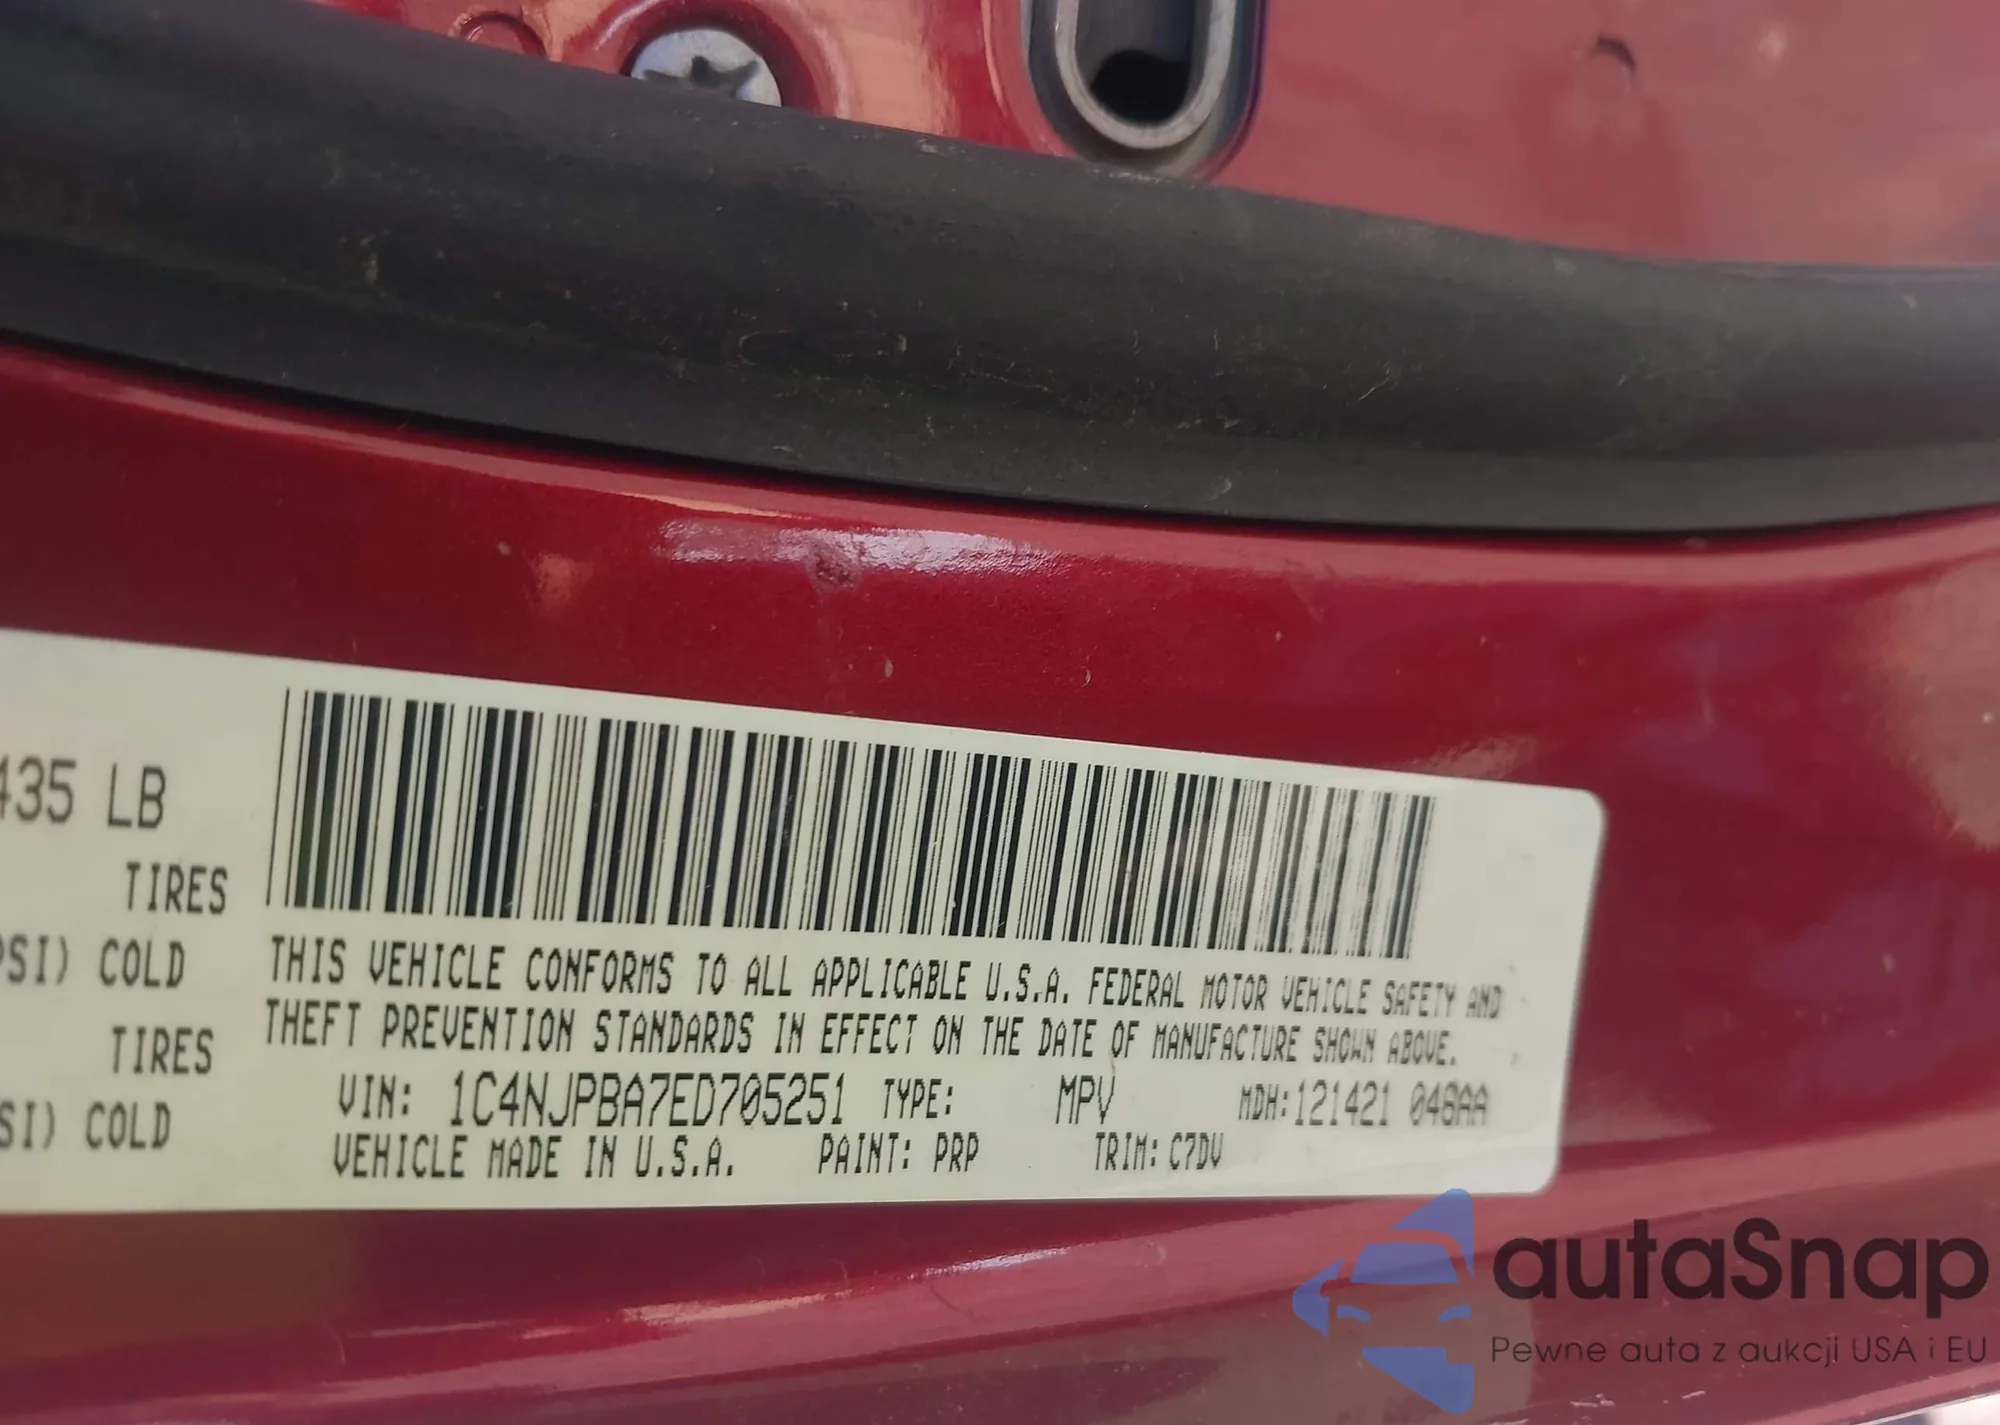 435 LB
TIRES
PSI) COLD
TIRES
SI) COLD
THIS VEHICLE CONFORMS TO ALL APPLICABLE U.S.A. FEDERAL MOTOR VEHICLE SAFETY AND
THEFT PREVENTION STANDARDS IN EFFECT ON THE DATE OF MANUFACTURE SHOWN ABOVE.
VIN: 1C4NJPBA7ED705251 TYPE: MPV MDH:121421 048AA
VEHICLE MADE IN U.S.A. PAINT: PRP TRIM: C7DV
autaSnap
Pewne auta z aukcji USA i EU